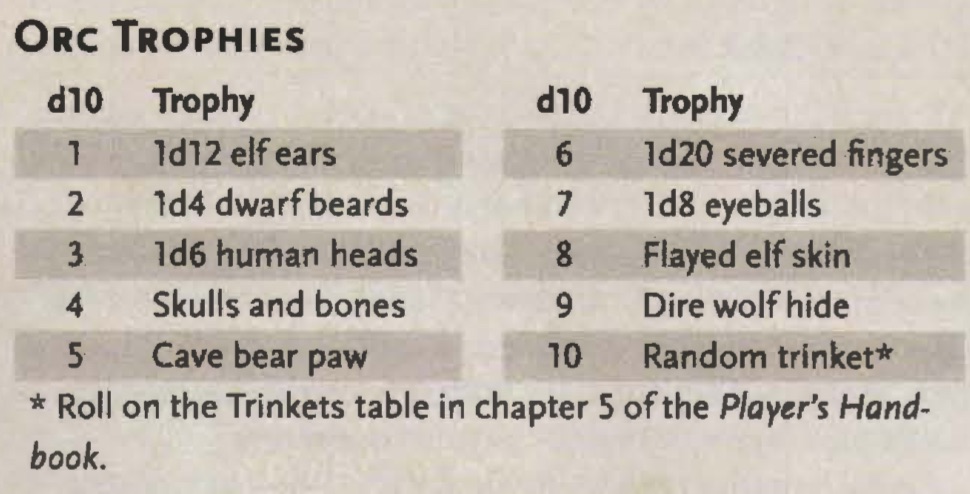 ORC TROPHIES
d10 Trophy d10 Trophy
1 1d12 elf ears 6 1d20 severed fingers
2 1d4 dwarf beards 7 1d8 eyeballs
3 1d6 human heads 8 Flayed elf skin
4 Skulls and bones 9 Dire wolf hide
5 Cave bear paw 10 Random trinket*
* Roll on the Trinkets table in chapter 5 of the Player's Hand-
book.